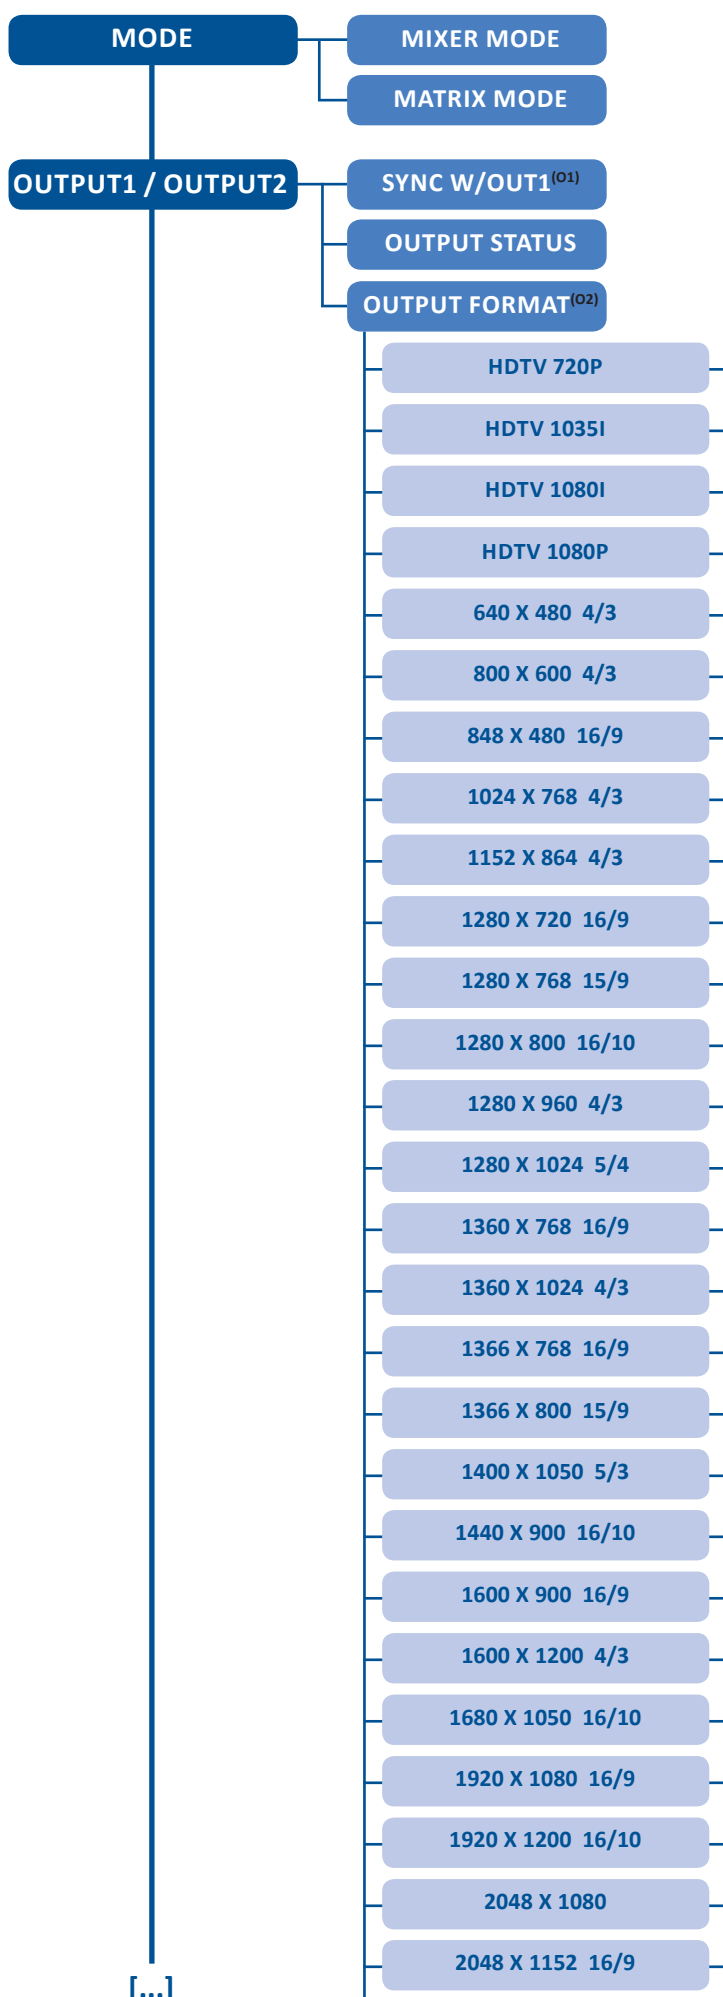 MODE
MIXER MODE
MATRIX MODE
OUTPUT1 / OUTPUT2
SYNC W/OUT1(O1)
OUTPUT STATUS
OUTPUT FORMAT(O2)
HDTV 720P
HDTV 1035I
HDTV 1080I
HDTV 1080P
640 X 480 4/3
800 X 600 4/3
848 X 480 16/9
1024 X 768 4/3
1152 X 864 4/3
1280 X 720 16/9
1280 X 768 15/9
1280 X 800 16/10
1280 X 960 4/3
1280 X 1024 5/4
1360 X 768 16/9
1360 X 1024 4/3
1366 X 768 16/9
1366 X 800 15/9
1400 X 1050 5/3
1440 X 900 16/10
1600 X 900 16/9
1600 X 1200 4/3
1680 X 1050 16/10
1920 X 1080 16/9
1920 X 1200 16/10
2048 X 1080
2048 X 1152 16/9
[...]